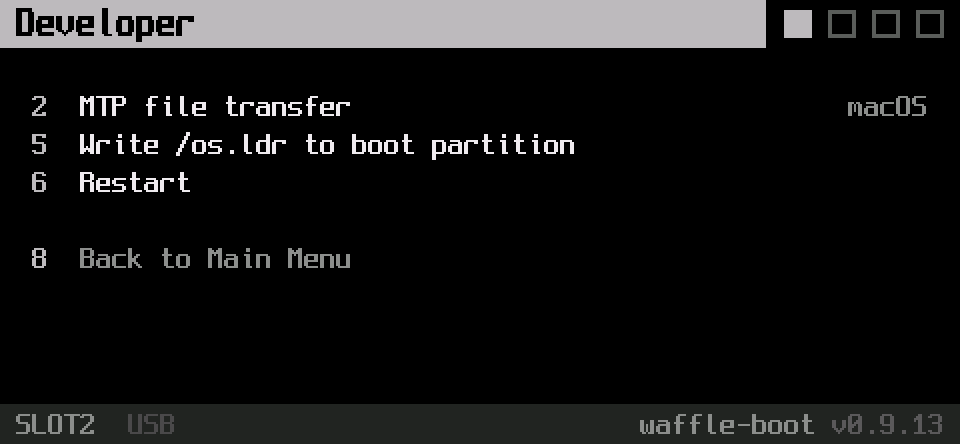 Developer
2 MTP file transfer macOS
5 Write /os.ldr to boot partition
6 Restart
8 Back to Main Menu
SLOT2 USB waffle-boot v0.9.13